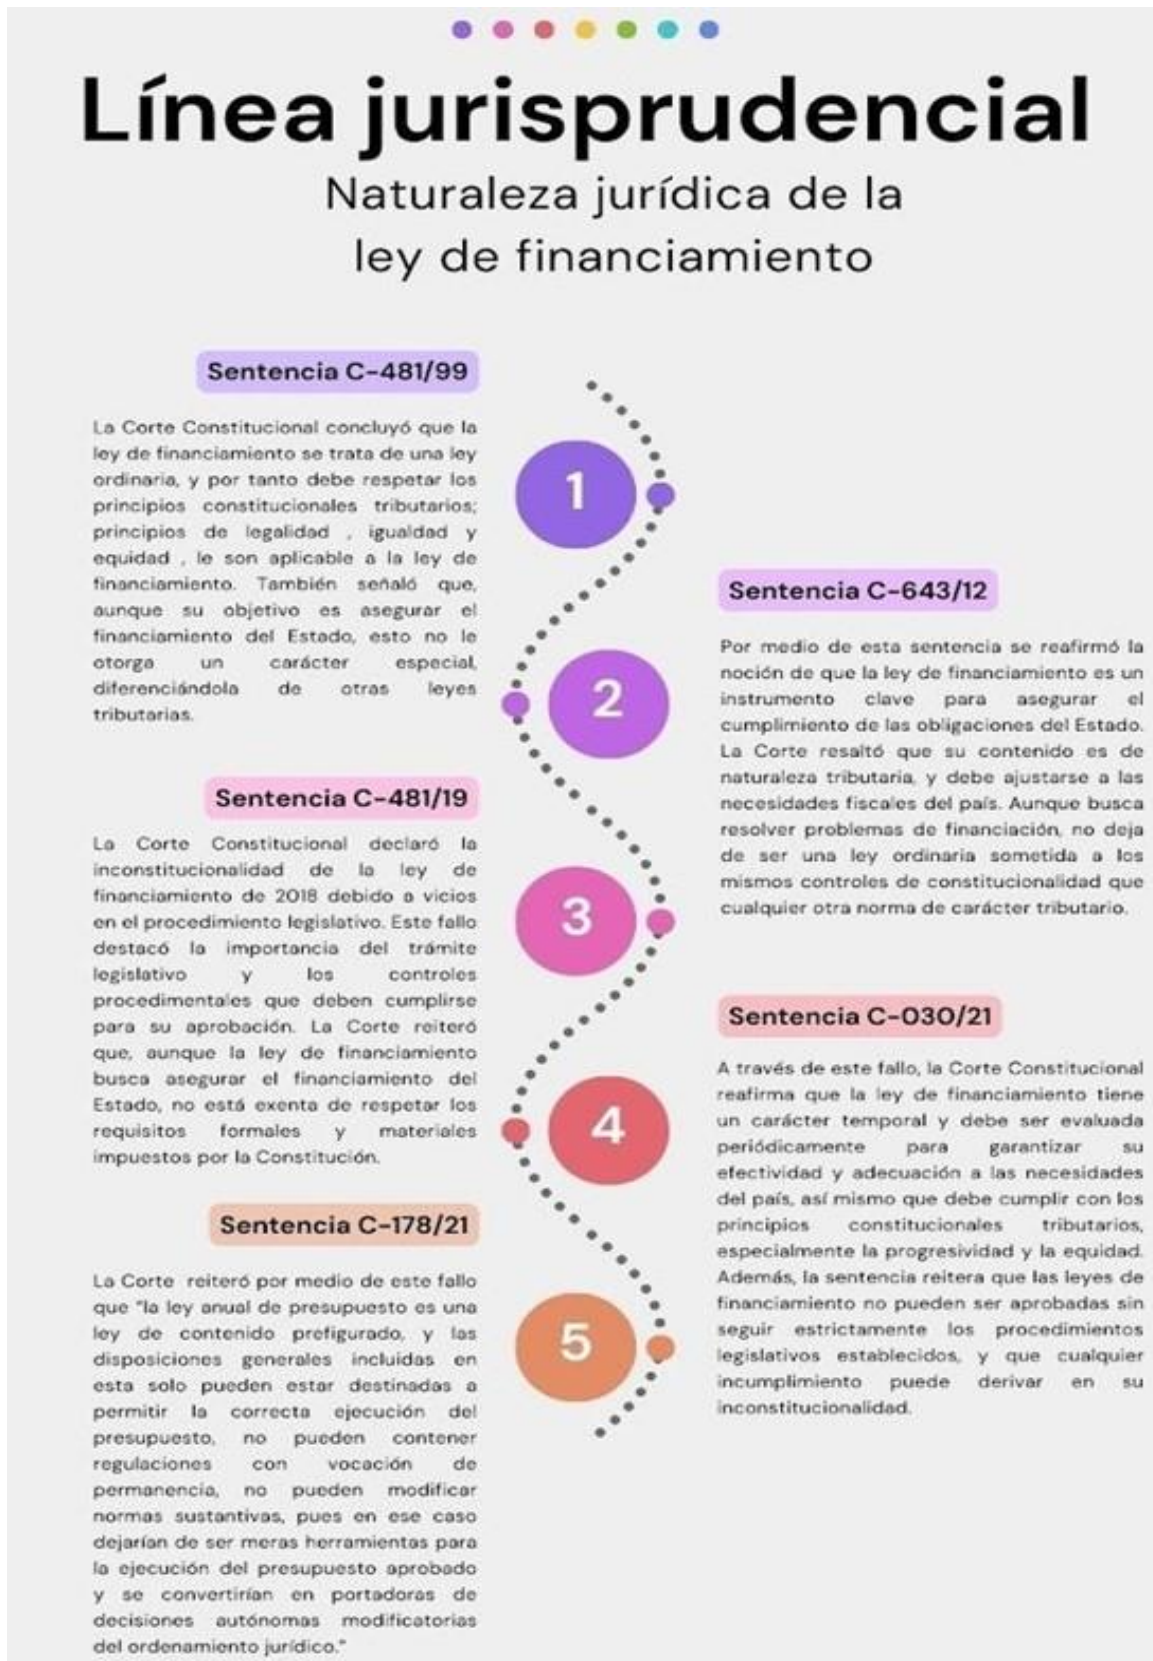 Línea jurisprudencial
Naturaleza jurídica de la
ley de financiamiento
Sentencia C-481/99
La Corte Constitucional concluyó que la
ley de financiamiento se trata de una ley
ordinaria, y por tanto debe respetar los
principios constitucionales tributarios;
principios de legalidad , igualdad y
equidad , le son aplicable a la ley de
financiamiento. También señaló que,
aunque su objetivo es asegurar el
financiamiento del Estado, esto no le
otorga un carácter especial,
diferenciándola de otras leyes
tributarias.
1
Sentencia C-643/12
Por medio de esta sentencia se reafirmó la
noción de que la ley de financiamiento es un
instrumento clave para asegurar el
cumplimiento de las obligaciones del Estado.
La Corte resaltó que su contenido es de
naturaleza tributaria, y debe ajustarse a las
necesidades fiscales del país. Aunque busca
resolver problemas de financiación, no deja
de ser una ley ordinaria sometida a los
mismos controles de constitucionalidad que
cualquier otra norma de carácter tributario.
2
Sentencia C-481/19
La Corte Constitucional declaró la
inconstitucionalidad de la ley de
financiamiento de 2018 debido a vicios
en el procedimiento legislativo. Este fallo
destacó la importancia del trámite
legislativo y los controles
procedimentales que deben cumplirse
para su aprobación. La Corte reiteró
que, aunque la ley de financiamiento
busca asegurar el financiamiento del
Estado, no está exenta de respetar los
requisitos formales y materiales
impuestos por la Constitución.
3
Sentencia C-030/21
A través de este fallo, la Corte Constitucional
reafirma que la ley de financiamiento tiene
un carácter temporal y debe ser evaluada
periódicamente para garantizar su
efectividad y adecuación a las necesidades
del país, así mismo que debe cumplir con los
principios constitucionales tributarios,
especialmente la progresividad y la equidad.
Además, la sentencia reitera que las leyes de
financiamiento no pueden ser aprobadas sin
seguir estrictamente los procedimientos
legislativos establecidos, y que cualquier
incumplimiento puede derivar en su
inconstitucionalidad.
4
Sentencia C-178/21
La Corte reiteró por medio de este fallo
que "la ley anual de presupuesto es una
ley de contenido prefigurado, y las
disposiciones generales incluidas en
esta solo pueden estar destinadas a
permitir la correcta ejecución del
presupuesto, no pueden contener
regulaciones con vocación de
permanencia, no pueden modificar
normas sustantivas, pues en ese caso
dejarían de ser meras herramientas para
la ejecución del presupuesto aprobado
y se convertirían en portadoras de
decisiones autónomas modificatorias
del ordenamiento jurídico."
5